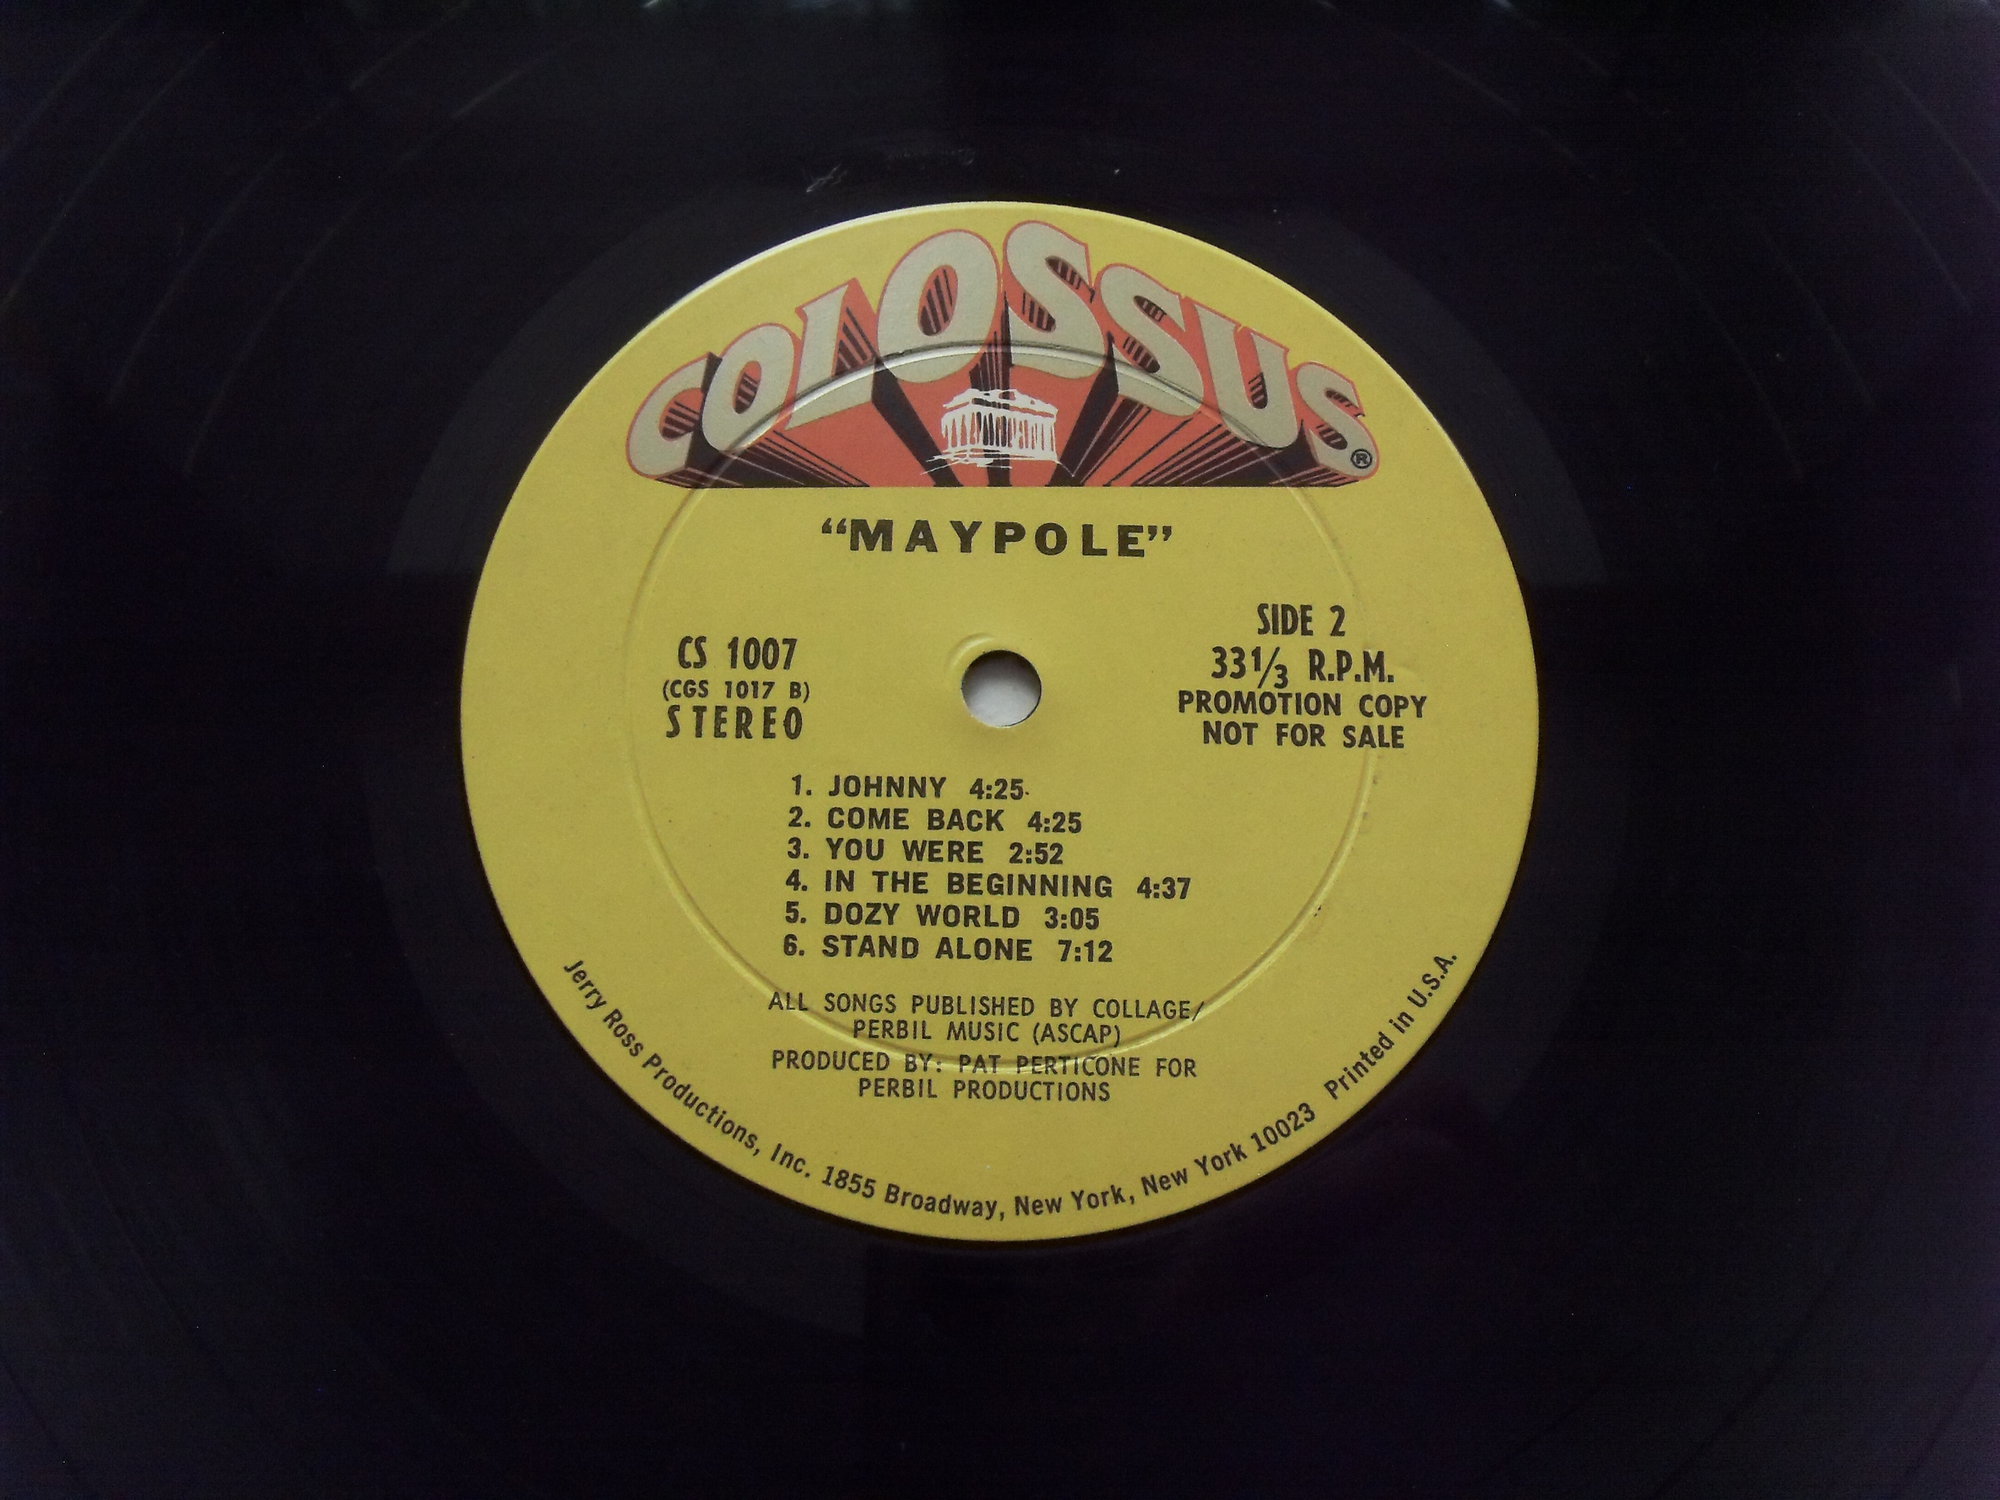 COLOSSUS®
“MAYPOLE”
CS 1007
(CGS 1017 B)
STEREO
SIDE 2
33⅓ R.P.M.
PROMOTION COPY
NOT FOR SALE
1. JOHNNY 4:25
2. COME BACK 4:25
3. YOU WERE 2:52
4. IN THE BEGINNING 4:37
5. DOZY WORLD 3:05
6. STAND ALONE 7:12
ALL SONGS PUBLISHED BY COLLAGE/
PERBIL MUSIC (ASCAP)
PRODUCED BY: PAT PERTICONE FOR
PERBIL PRODUCTIONS
Jerry Ross Productions, Inc. 1855 Broadway, New York, New York 10023 Printed in U.S.A.